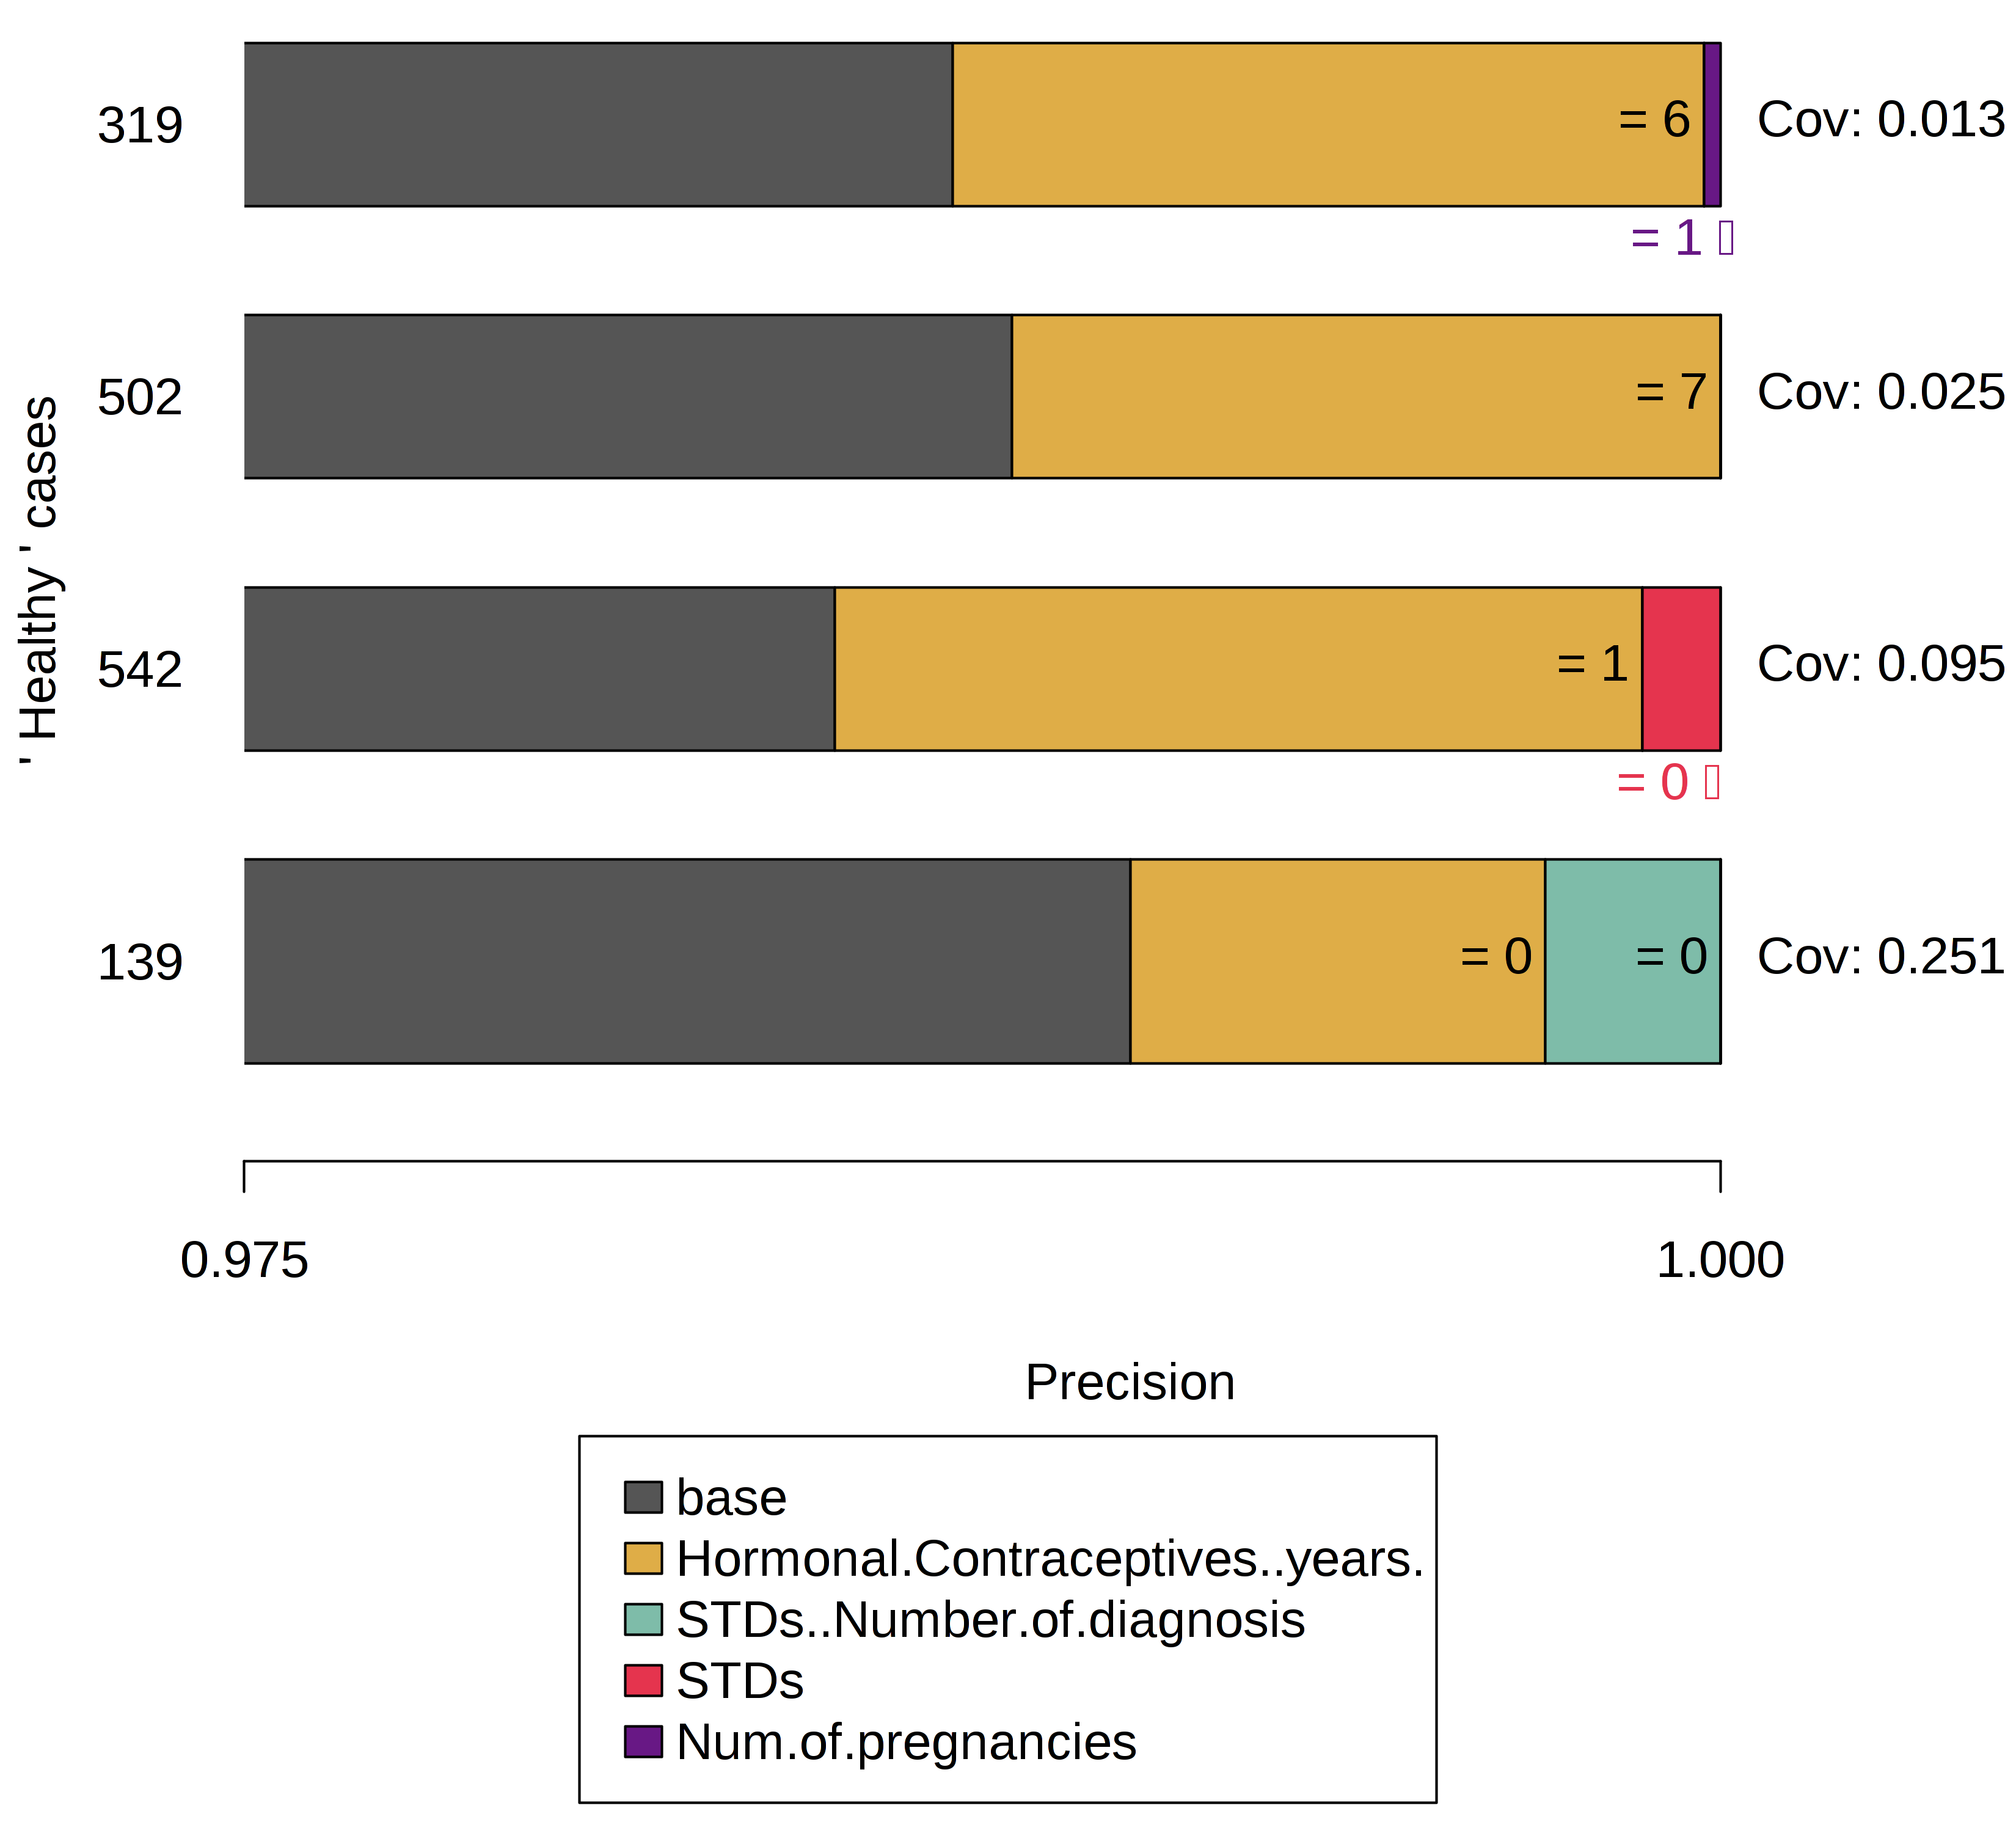 319
= 6
Cov: 0.013
= 1
502
= 7
Cov: 0.025
542
= 1
Cov: 0.095
= 0
139
= 0
= 0
Cov: 0.251
' Healthy ' cases
0.975
1.000
Precision
base
Hormonal.Contraceptives..years.
STDs..Number.of.diagnosis
STDs
Num.of.pregnancies